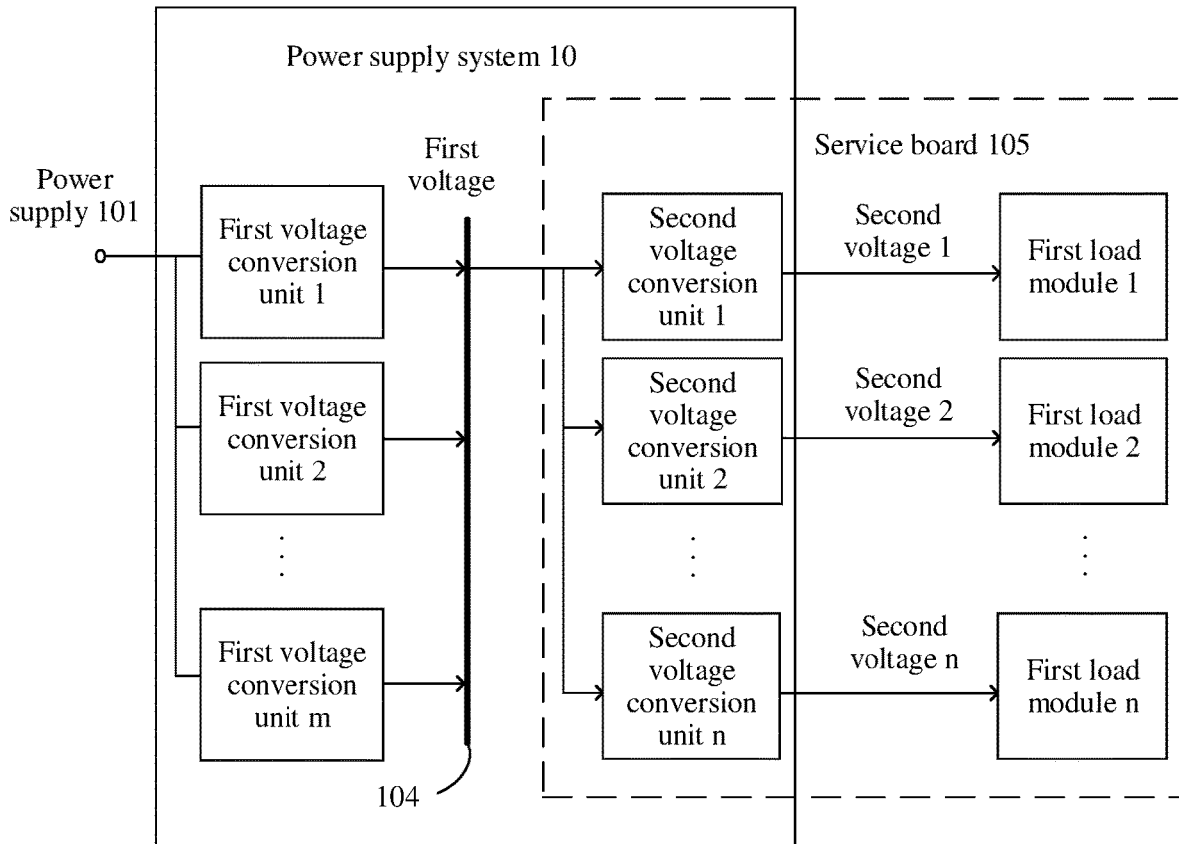 Power supply system 10
Service board 105
First
voltage
Power
supply 101
First voltage
conversion
unit 1
Second
voltage
conversion
unit 1
Second
voltage 1
First load
module 1
First voltage
conversion
unit 2
Second
voltage
conversion
unit 2
Second
voltage 2
First load
module 2
First voltage
conversion
unit m
Second
voltage
conversion
unit n
Second
voltage n
First load
module n
104